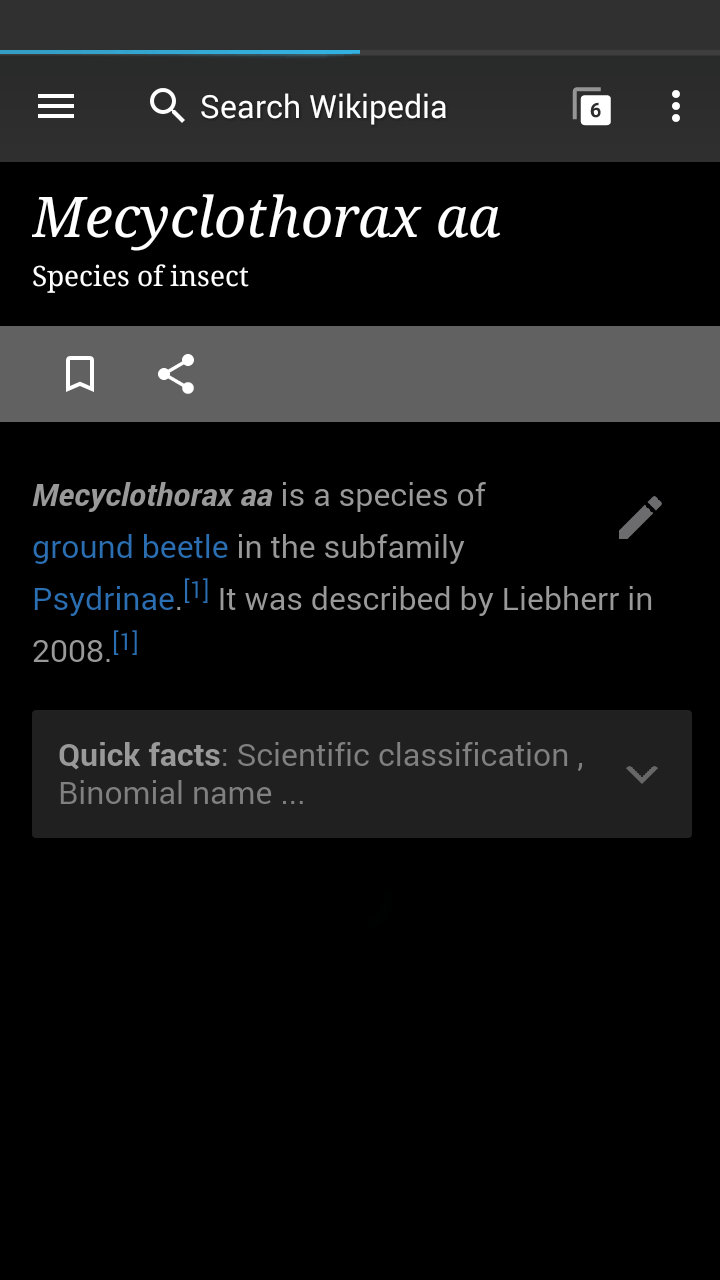 Search Wikipedia
6
Mecyclothorax aa
Species of insect
Mecyclothorax aa is a species of
ground beetle in the subfamily
Psydrinae.[1] It was described by Liebherr in
2008.[1]
Quick facts: Scientific classification ,
Binomial name ...